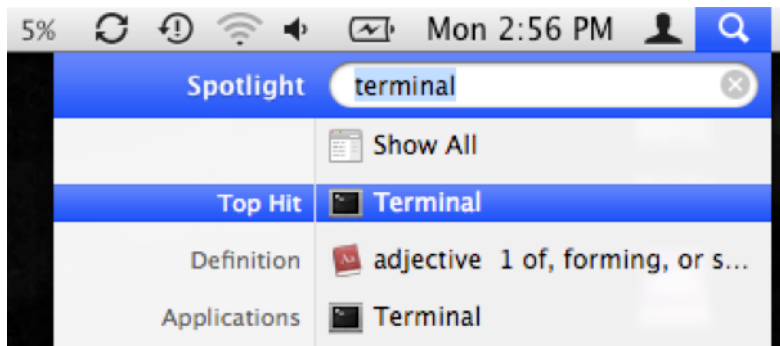 5% Mon 2:56 PM
Spotlight terminal
Show All
Top Hit Terminal
Definition adjective 1 of, forming, or s...
Applications Terminal